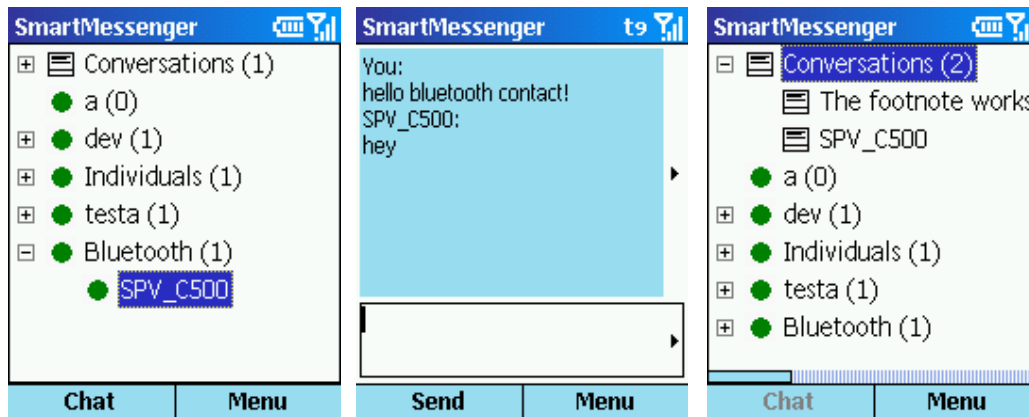 SmartMessenger
Conversations (1)
a (0)
dev (1)
Individuals (1)
testa (1)
Bluetooth (1)
SPV_C500
Chat Menu
SmartMessenger t9
You:
hello bluetooth contact!
SPV_C500:
hey
Send Menu
SmartMessenger
Conversations (2)
The footnote works
SPV_C500
a (0)
dev (1)
Individuals (1)
testa (1)
Bluetooth (1)
Chat Menu